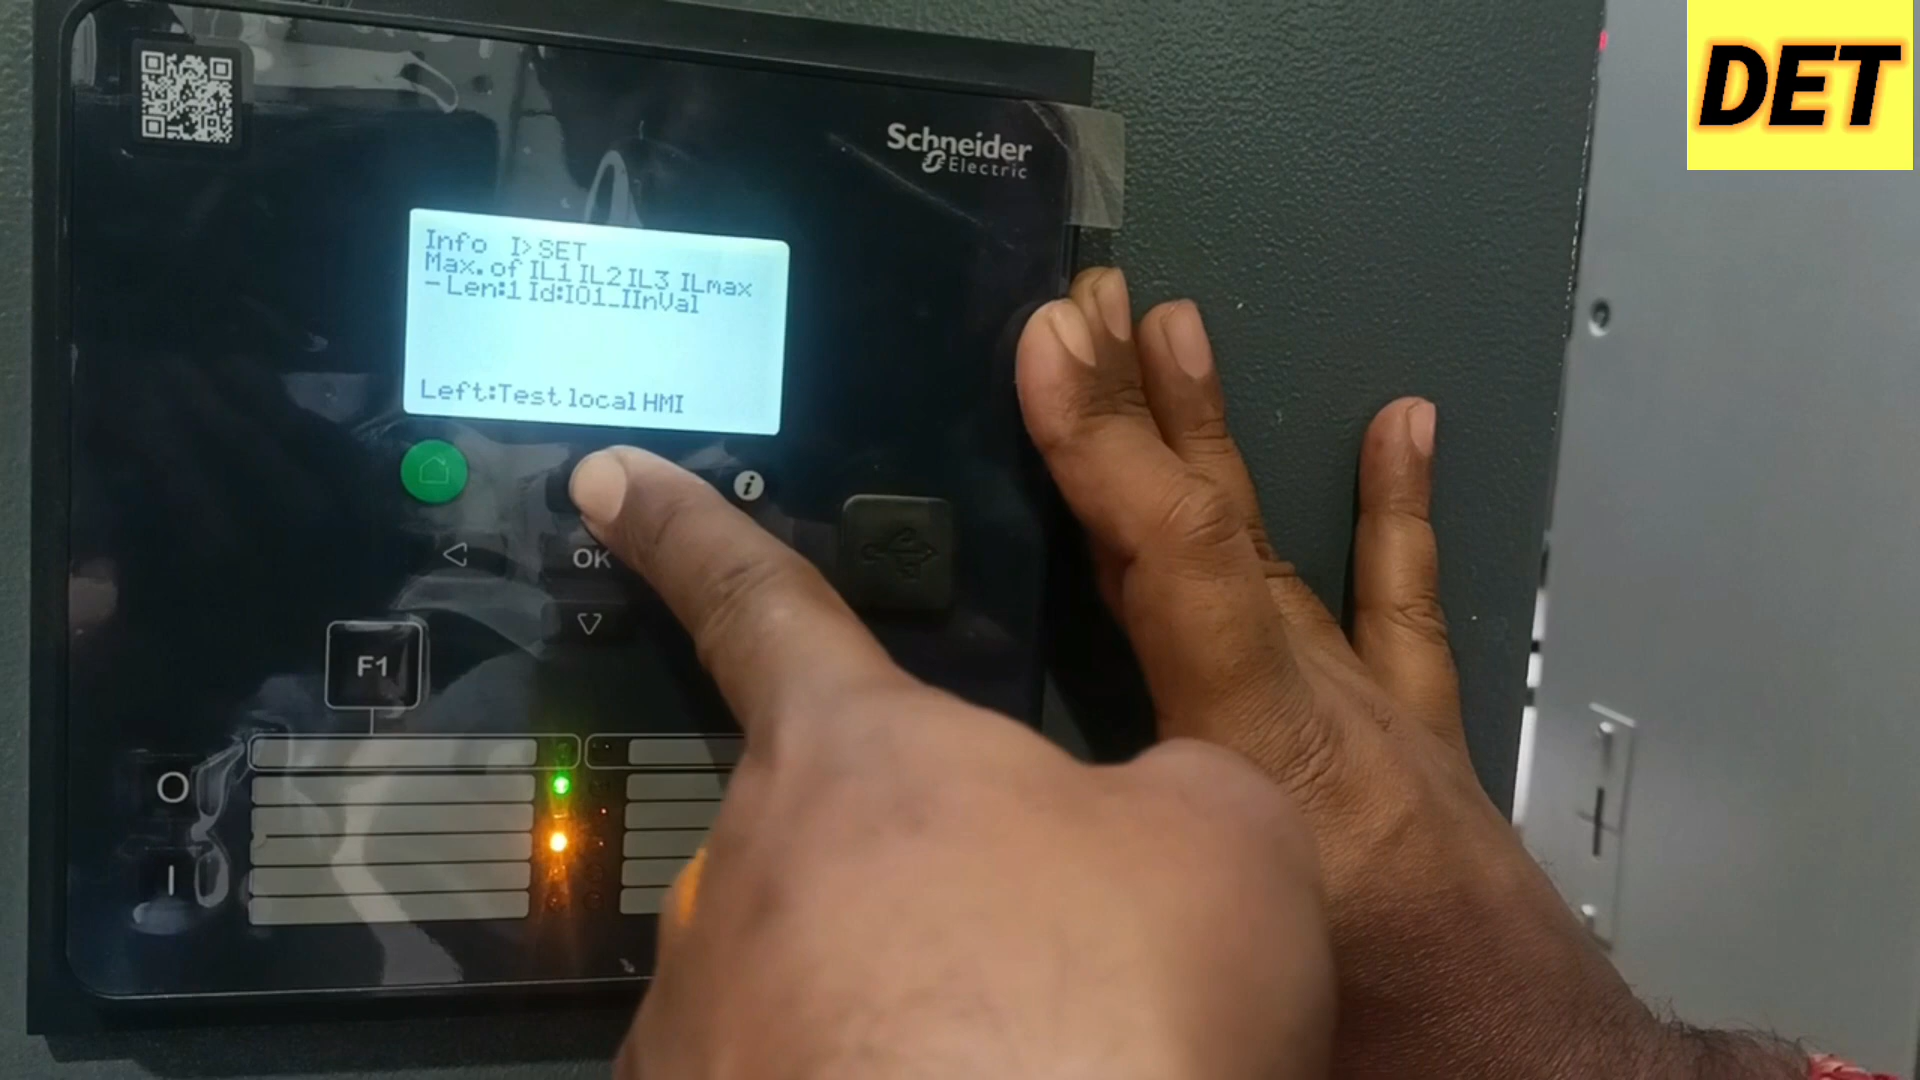 DET
Schneider
Electric
Info I> SET
Max. of IL1 IL2 IL3 ILmax
- Len:1 Id:I01_IInVal
Left:Test local HMI
i
OK
F1
O
I